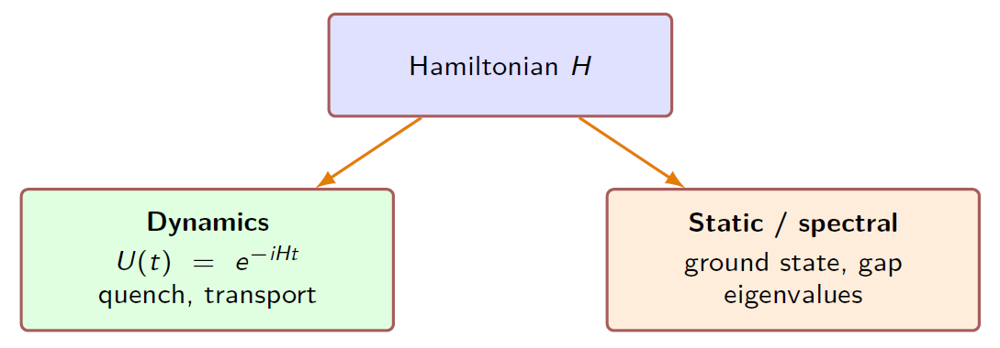 Hamiltonian H
Dynamics
U(t) = e^{-iHt}
quench, transport
Static / spectral
ground state, gap
eigenvalues